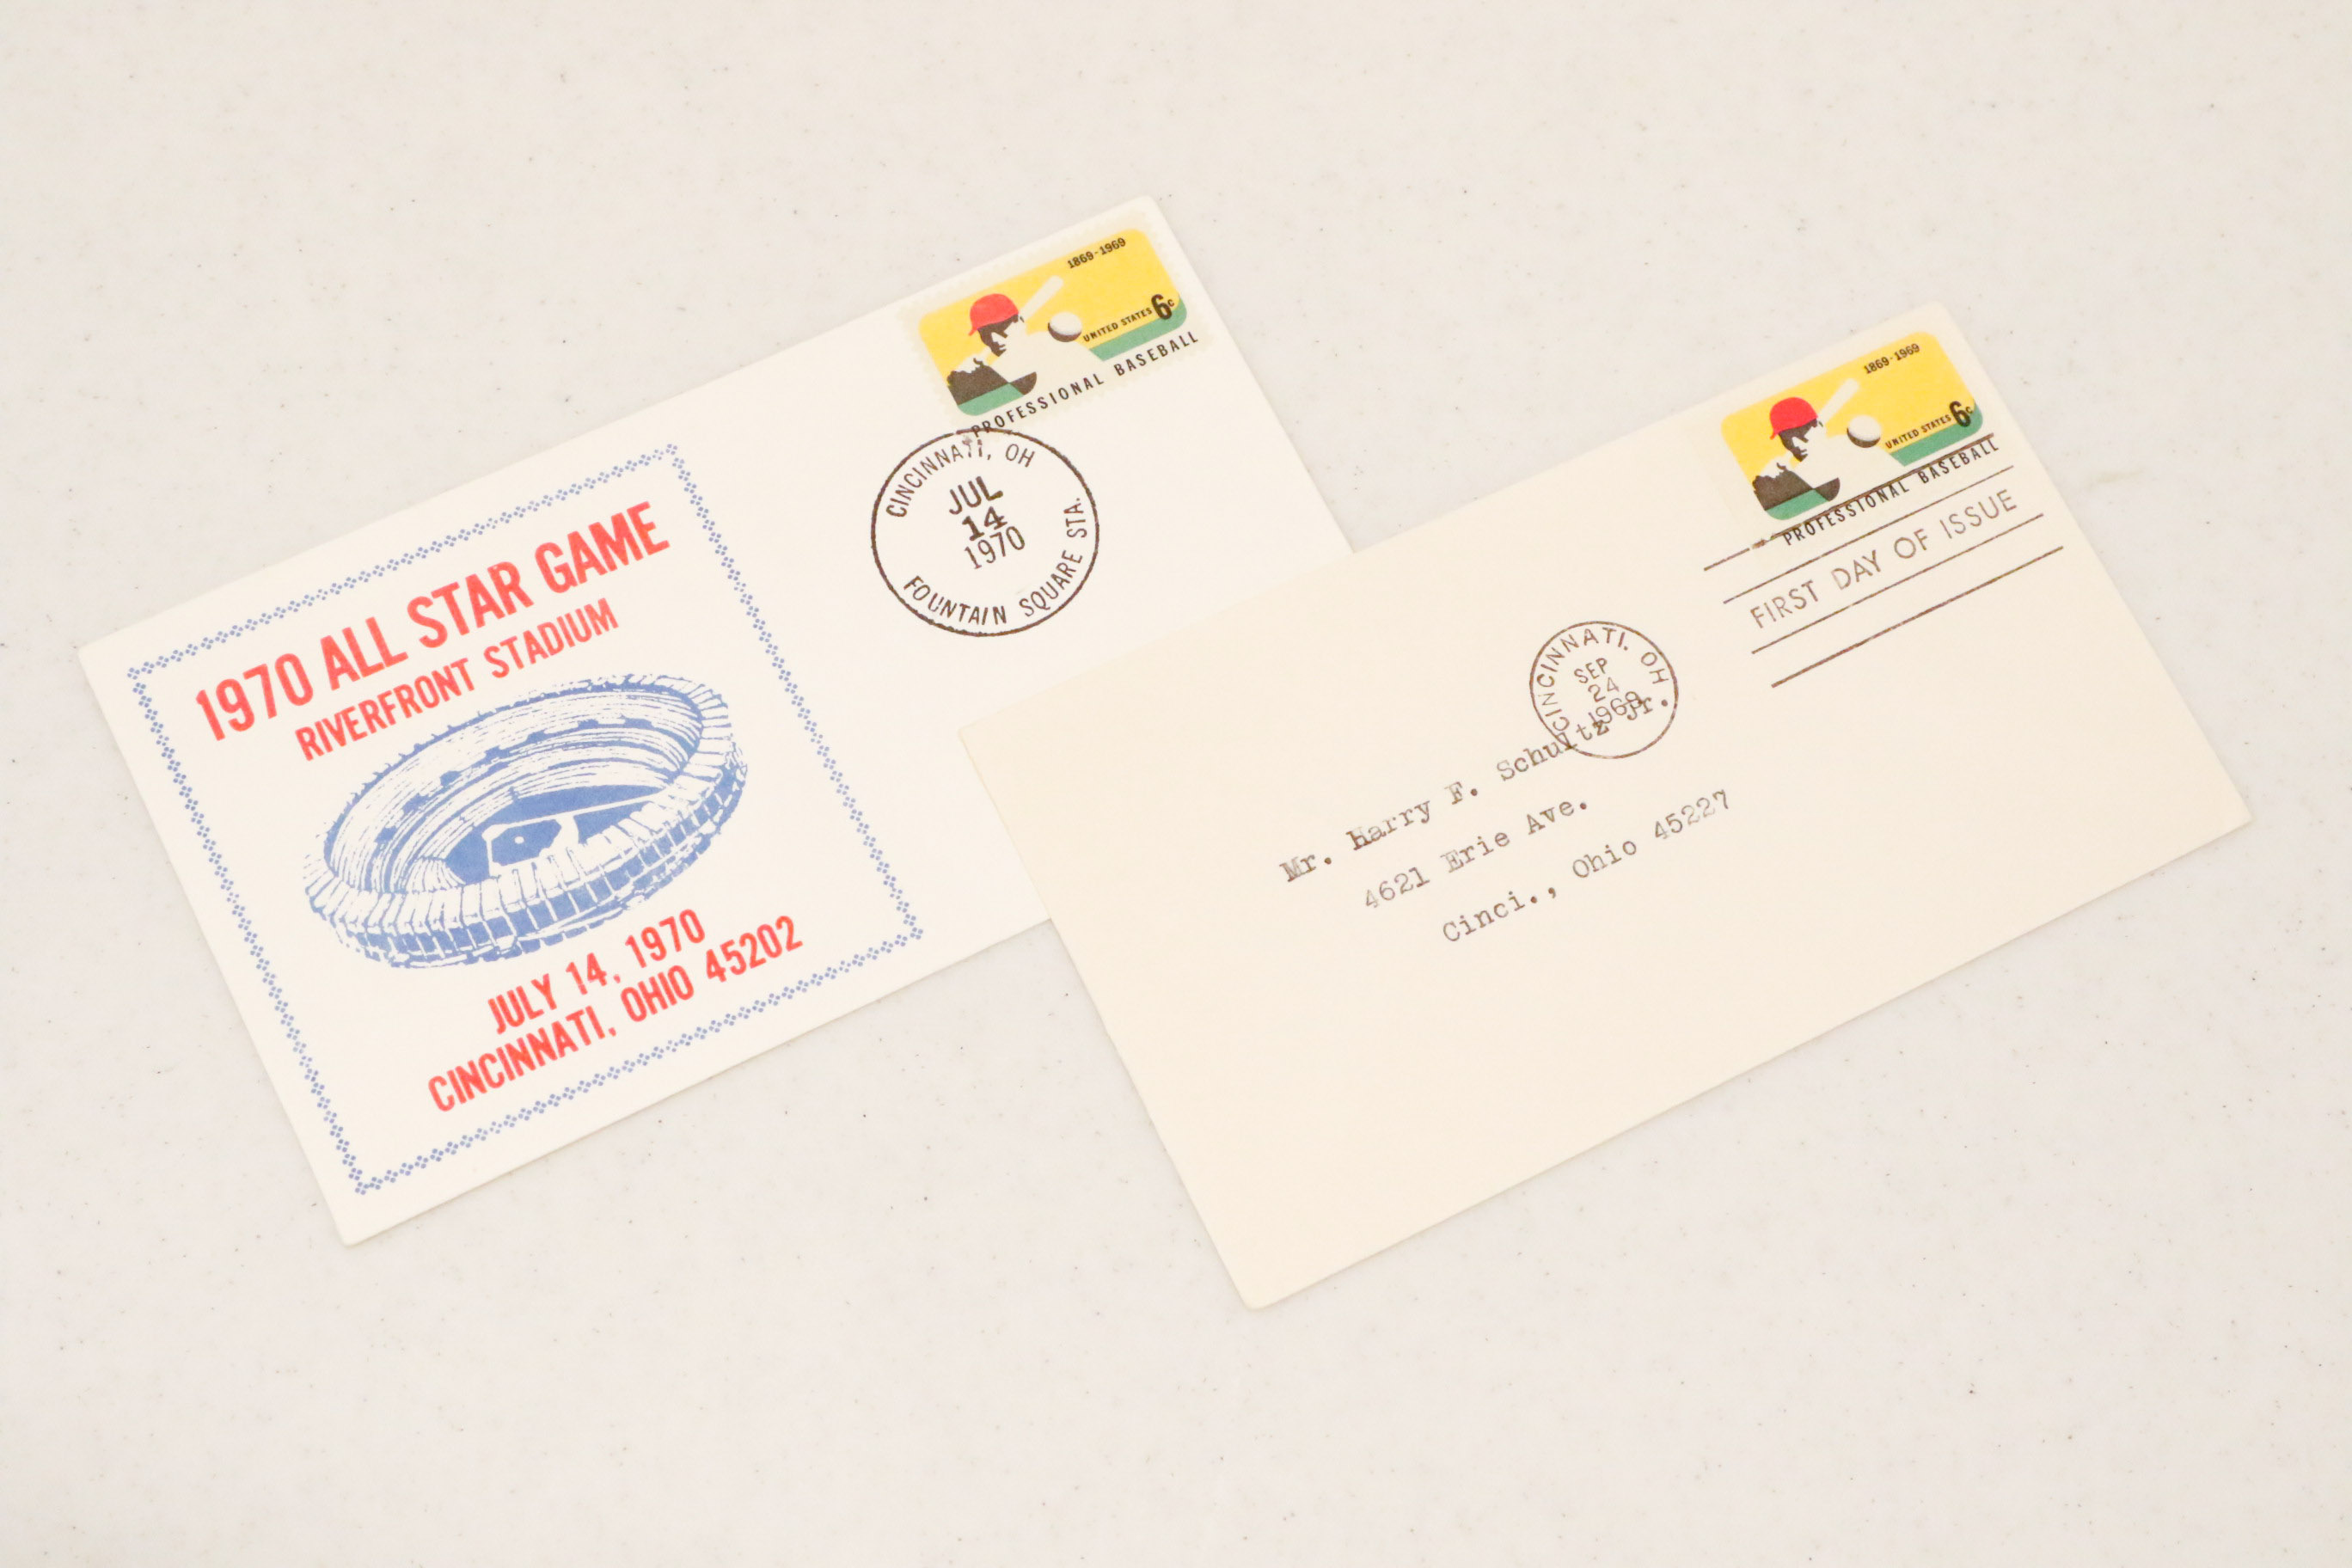 1869-1969
UNITED STATES 6c
PROFESSIONAL BASEBALL
CINCINNATI, OH
JUL
14
1970
FOUNTAIN SQUARE STA.
1970 ALL STAR GAME
RIVERFRONT STADIUM
JULY 14, 1970
CINCINNATI, OHIO 45202
1869-1969
UNITED STATES 6c
PROFESSIONAL BASEBALL
FIRST DAY OF ISSUE
CINCINNATI, OH
SEP
24
1969
Mr. Harry F. Schultz Jr.
4621 Erie Ave.
Cinci., Ohio 45227